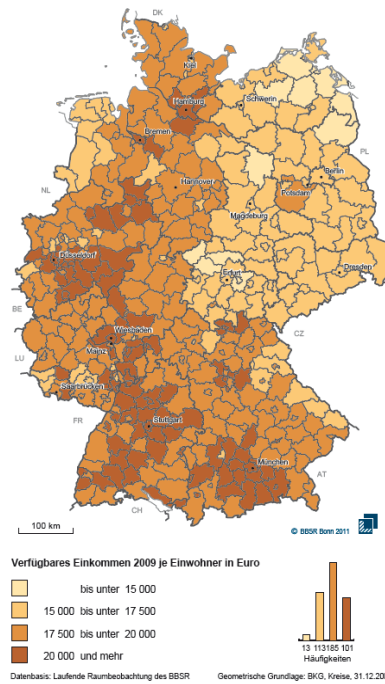 DK
Kiel
Hamburg
Schwerin
Bremen
PL
Berlin
NL
Hannover
Potsdam
Magdeburg
Düsseldorf
Erfurt
Dresden
BE
Wiesbaden
CZ
LU
Mainz
Saarbrücken
FR
Stuttgart
München
AT
CH
100 km
© BBSR Bonn 2011
Verfügbares Einkommen 2009 je Einwohner in Euro
bis unter 15 000
15 000 bis unter 17 500
17 500 bis unter 20 000
20 000 und mehr
13 113 185 101
Häufigkeiten
Datenbasis: Laufende Raumbeobachtung des BBSR
Geometrische Grundlage: BKG, Kreise, 31.12.20